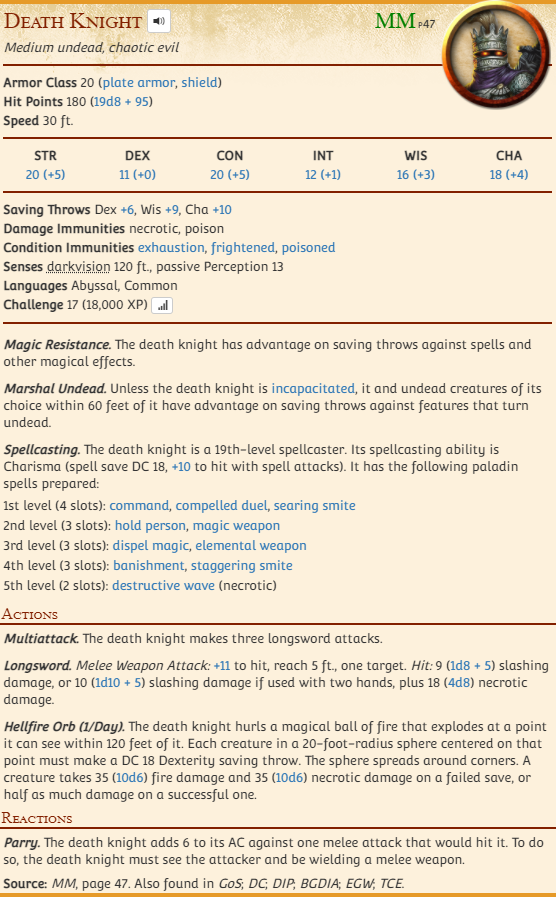 Death Knight
MM P47
Medium undead, chaotic evil
Armor Class 20 (plate armor, shield)
Hit Points 180 (19d8 + 95)
Speed 30 ft.
STR DEX CON INT WIS CHA
20 (+5) 11 (+0) 20 (+5) 12 (+1) 16 (+3) 18 (+4)
Saving Throws Dex +6, Wis +9, Cha +10
Damage Immunities necrotic, poison
Condition Immunities exhaustion, frightened, poisoned
Senses darkvision 120 ft., passive Perception 13
Languages Abyssal, Common
Challenge 17 (18,000 XP)
Magic Resistance. The death knight has advantage on saving throws against spells and
other magical effects.
Marshal Undead. Unless the death knight is incapacitated, it and undead creatures of its
choice within 60 feet of it have advantage on saving throws against features that turn
undead.
Spellcasting. The death knight is a 19th-level spellcaster. Its spellcasting ability is
Charisma (spell save DC 18, +10 to hit with spell attacks). It has the following paladin
spells prepared:
1st level (4 slots): command, compelled duel, searing smite
2nd level (3 slots): hold person, magic weapon
3rd level (3 slots): dispel magic, elemental weapon
4th level (3 slots): banishment, staggering smite
5th level (2 slots): destructive wave (necrotic)
Actions
Multiattack. The death knight makes three longsword attacks.
Longsword. Melee Weapon Attack: +11 to hit, reach 5 ft., one target. Hit: 9 (1d8 + 5) slashing
damage, or 10 (1d10 + 5) slashing damage if used with two hands, plus 18 (4d8) necrotic
damage.
Hellfire Orb (1/Day). The death knight hurls a magical ball of fire that explodes at a point
it can see within 120 feet of it. Each creature in a 20-foot-radius sphere centered on that
point must make a DC 18 Dexterity saving throw. The sphere spreads around corners. A
creature takes 35 (10d6) fire damage and 35 (10d6) necrotic damage on a failed save, or
half as much damage on a successful one.
Reactions
Parry. The death knight adds 6 to its AC against one melee attack that would hit it. To do
so, the death knight must see the attacker and be wielding a melee weapon.
Source: MM, page 47. Also found in GoS; DC; DIP; BGDIA; EGW; TCE.